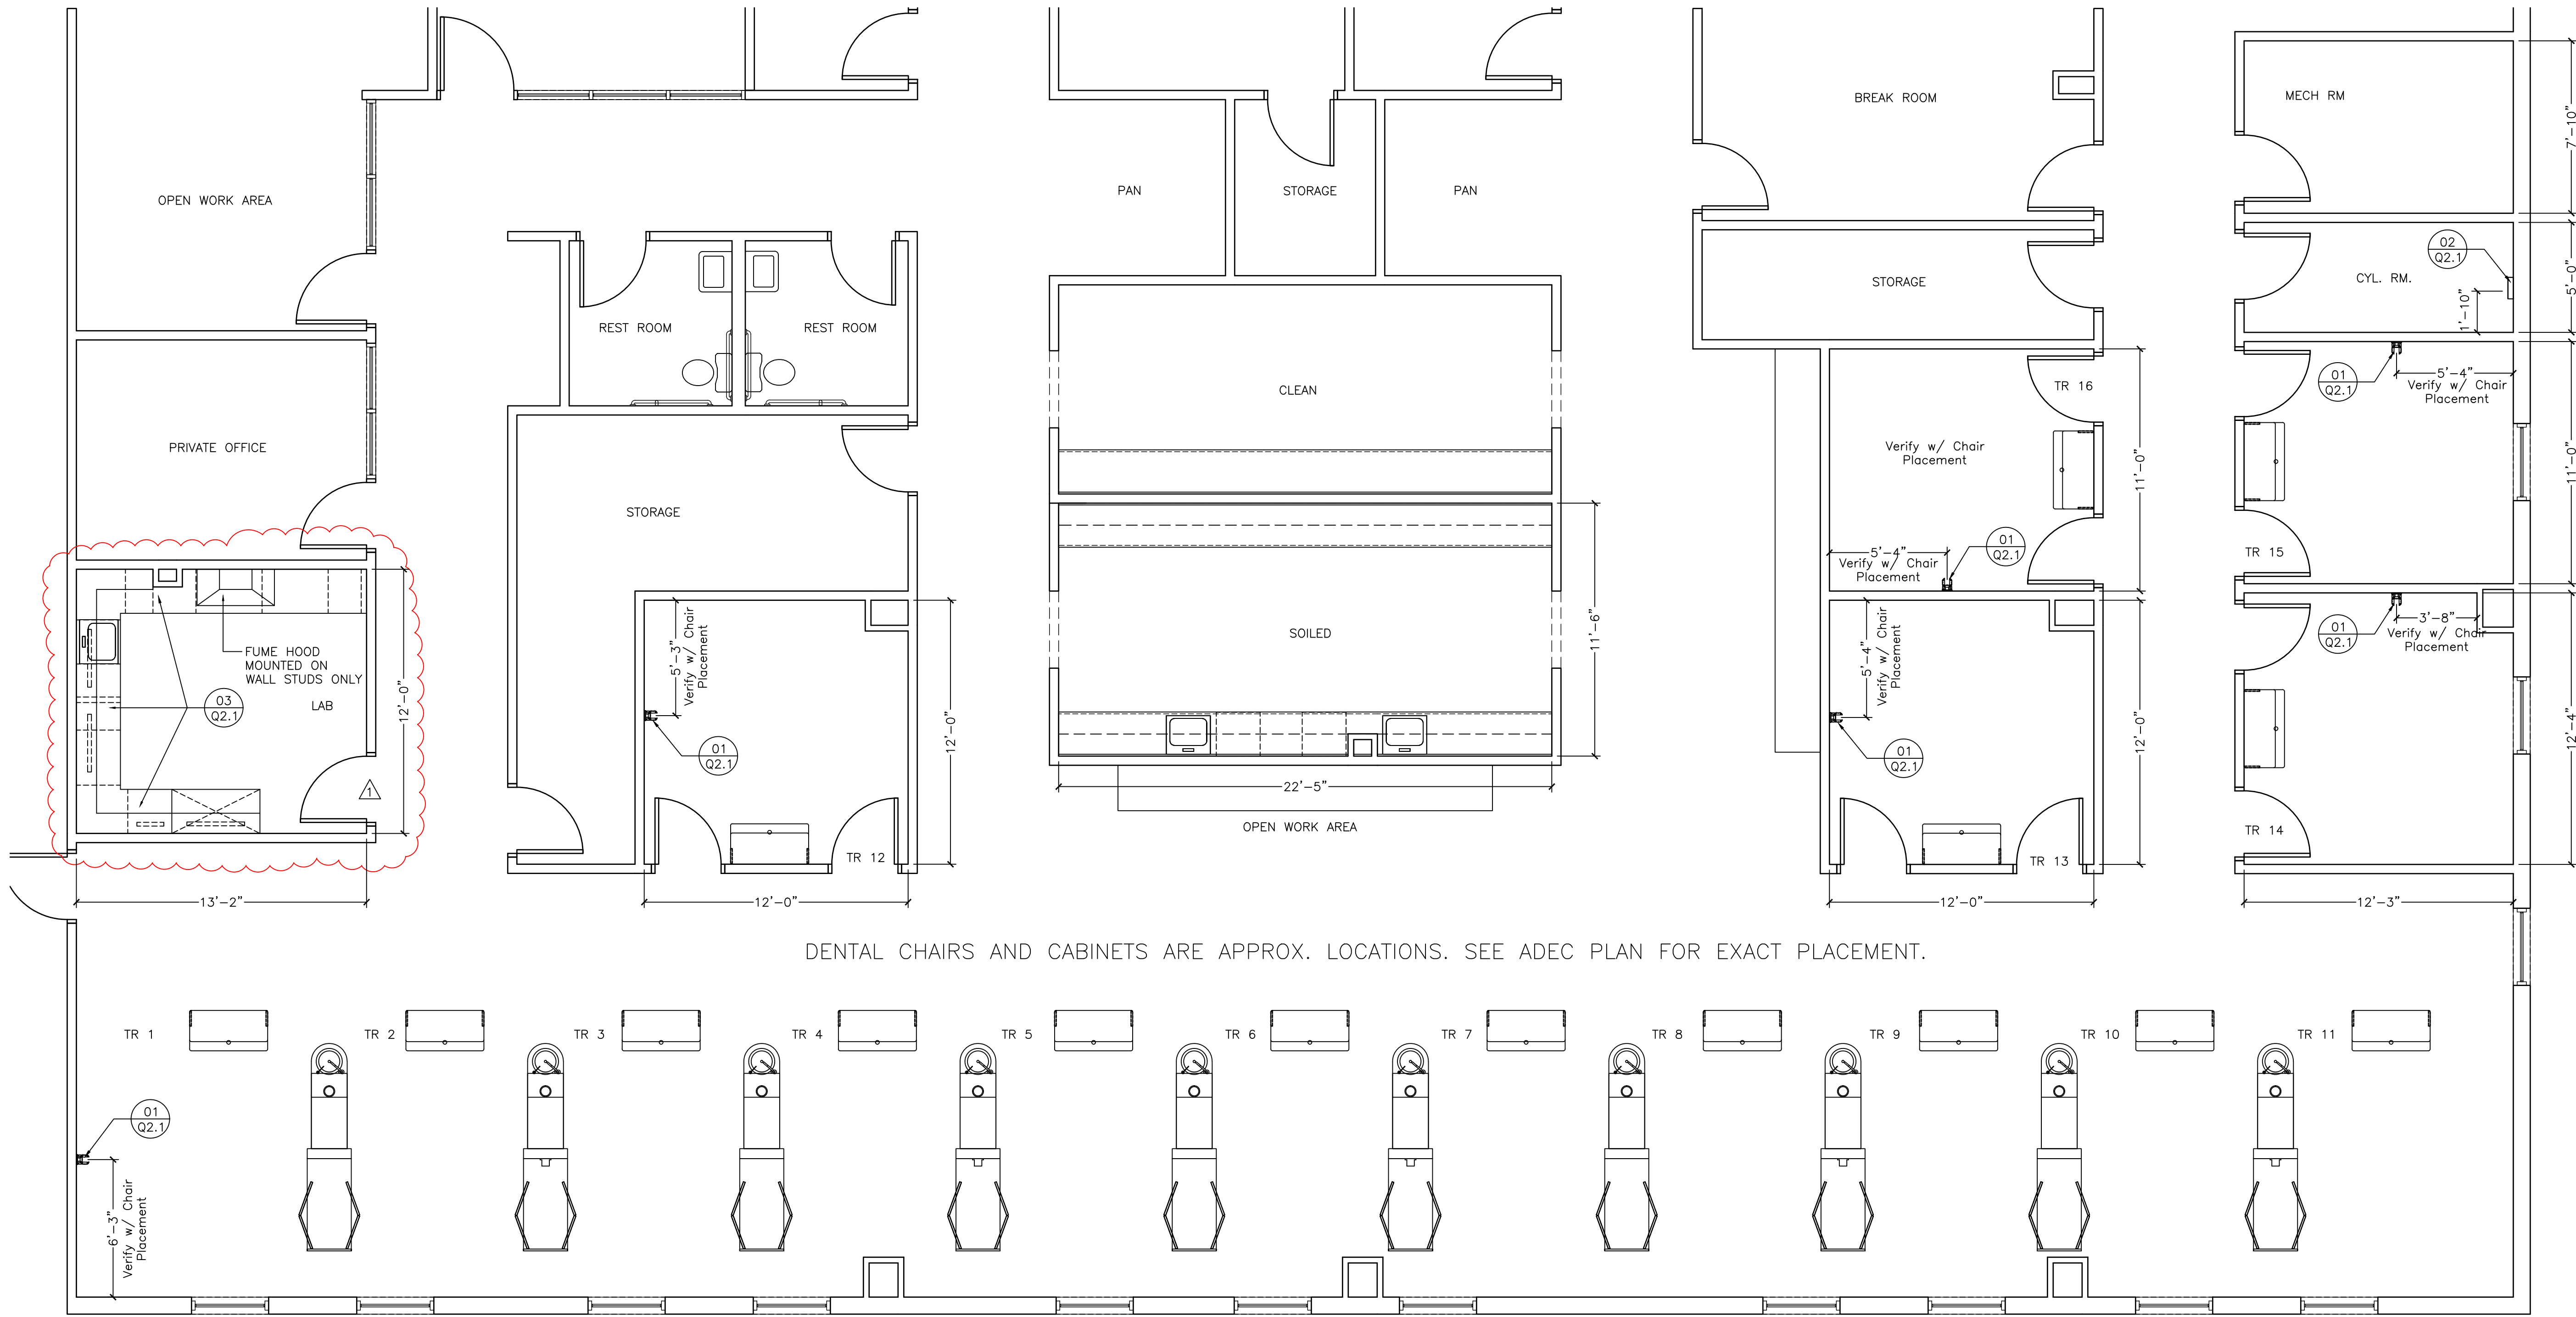 BREAK ROOM
MECH RM
7'-10"
OPEN WORK AREA
PAN
STORAGE
PAN
02
Q2.1
CYL. RM.
5'-0"
1'-10"
STORAGE
REST ROOM
REST ROOM
CLEAN
TR 16
01
Q2.1
5'-4"
Verify w/ Chair
Placement
11'-0"
11'-0"
Verify w/ Chair
Placement
PRIVATE OFFICE
STORAGE
01
Q2.1
5'-4"
Verify w/ Chair
Placement
TR 15
FUME HOOD
MOUNTED ON
WALL STUDS ONLY
LAB
03
Q2.1
12'-0"
1
13'-2"
5'-3"
Verify w/ Chair
Placement
01
Q2.1
TR 12
12'-0"
12'-0"
SOILED
11'-6"
22'-5"
OPEN WORK AREA
5'-4"
Verify w/ Chair
Placement
01
Q2.1
TR 13
12'-0"
12'-0"
01
Q2.1
3'-8"
Verify w/ Chair
Placement
TR 14
12'-4"
12'-3"
DENTAL CHAIRS AND CABINETS ARE APPROX. LOCATIONS. SEE ADEC PLAN FOR EXACT PLACEMENT.
TR 1
TR 2
TR 3
TR 4
TR 5
TR 6
TR 7
TR 8
TR 9
TR 10
TR 11
01
Q2.1
6'-3"
Verify w/ Chair
Placement